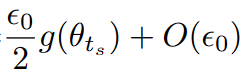 = \frac{\epsilon_0}{2} g(\theta_{t_s}) + O(\epsilon_0)